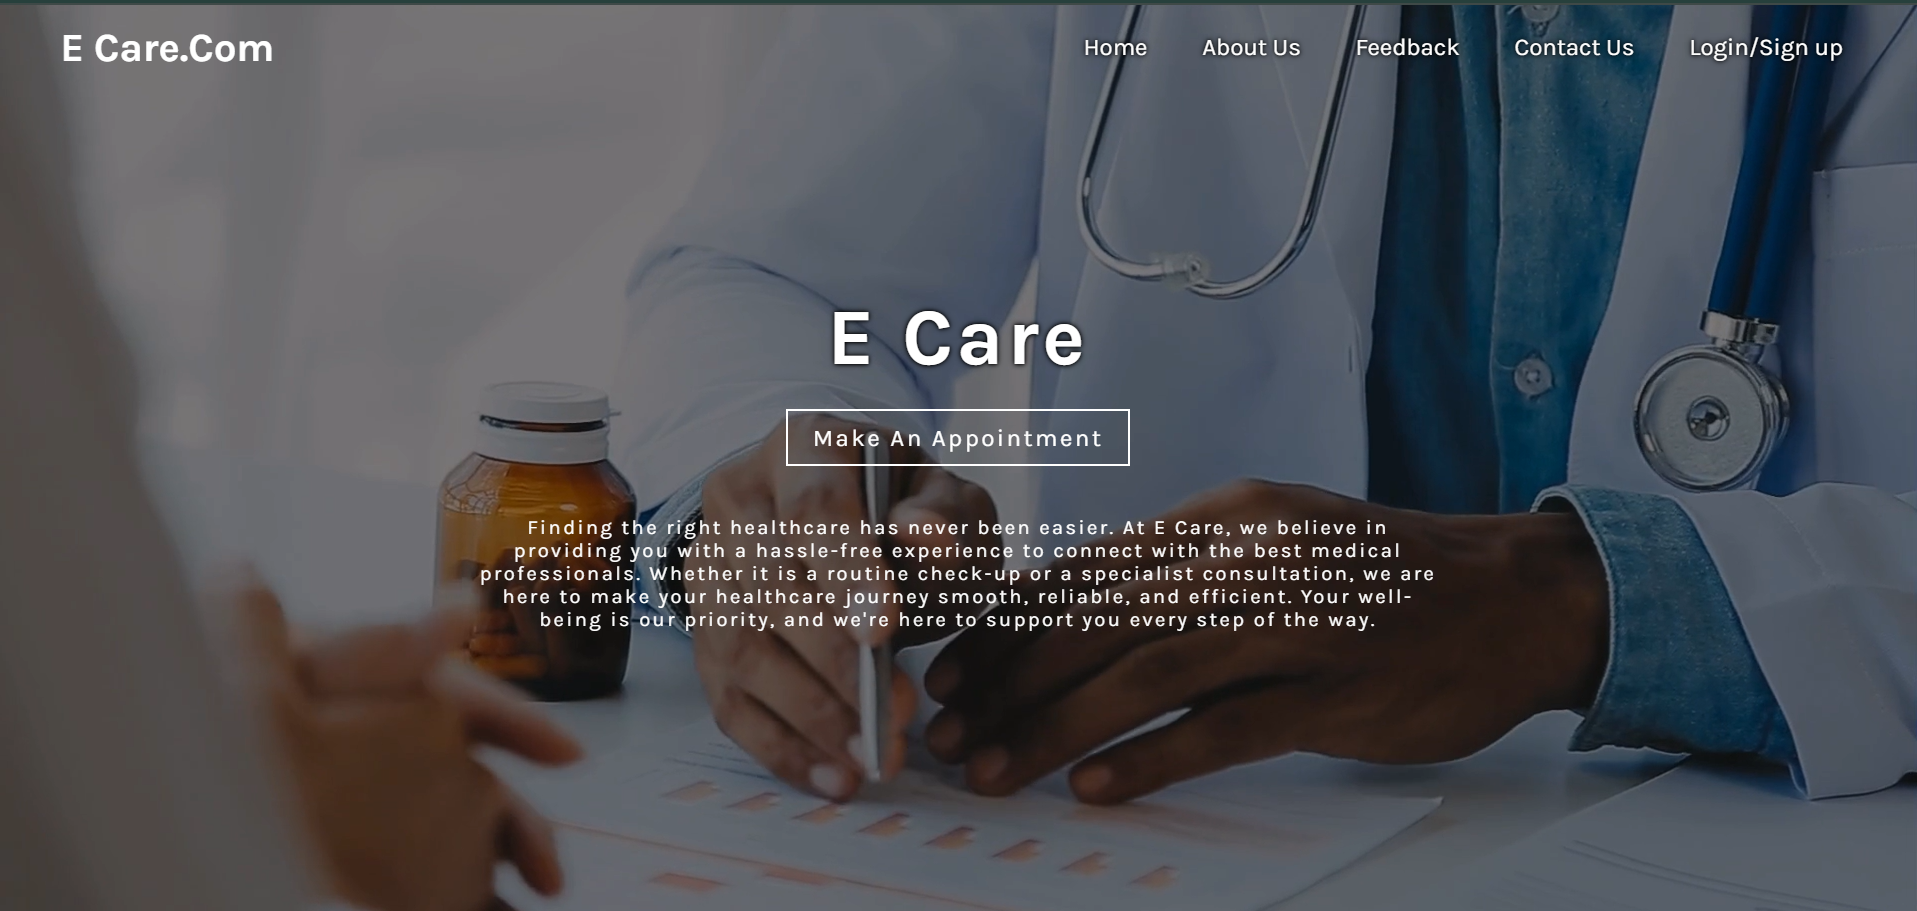 E Care.Com
Home About Us Feedback Contact Us Login/Sign up
E Care
Make An Appointment
Finding the right healthcare has never been easier. At E Care, we believe in
providing you with a hassle-free experience to connect with the best medical
professionals. Whether it is a routine check-up or a specialist consultation, we are
here to make your healthcare journey smooth, reliable, and efficient. Your well-
being is our priority, and we're here to support you every step of the way.